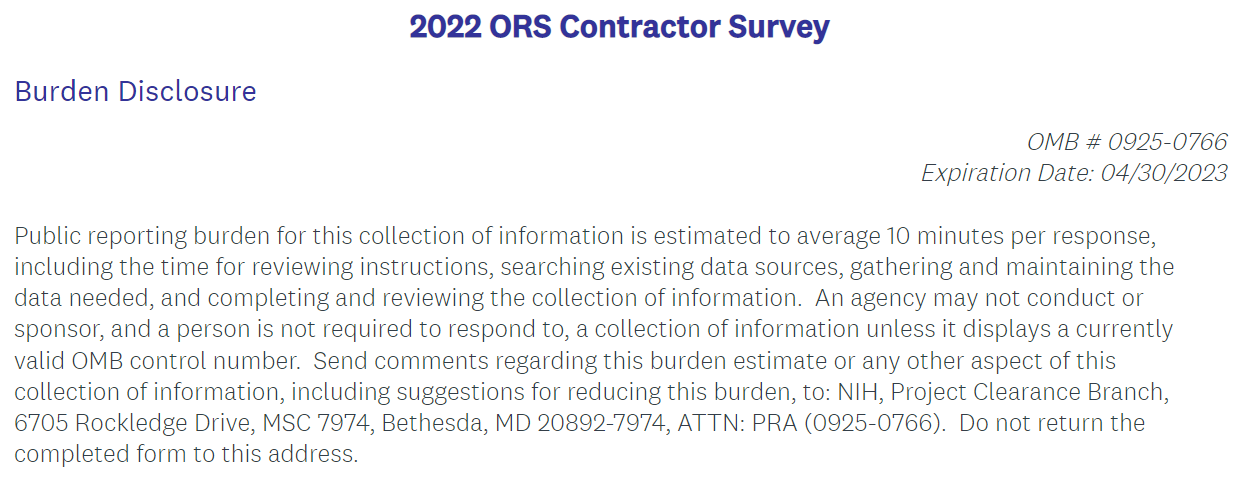 2022 ORS Contractor Survey
Burden Disclosure
OMB # 0925-0766
Expiration Date: 04/30/2023
Public reporting burden for this collection of information is estimated to average 10 minutes per response,
including the time for reviewing instructions, searching existing data sources, gathering and maintaining the
data needed, and completing and reviewing the collection of information.  An agency may not conduct or
sponsor, and a person is not required to respond to, a collection of information unless it displays a currently
valid OMB control number.  Send comments regarding this burden estimate or any other aspect of this
collection of information, including suggestions for reducing this burden, to: NIH, Project Clearance Branch,
6705 Rockledge Drive, MSC 7974, Bethesda, MD 20892-7974, ATTN: PRA (0925-0766).  Do not return the
completed form to this address.